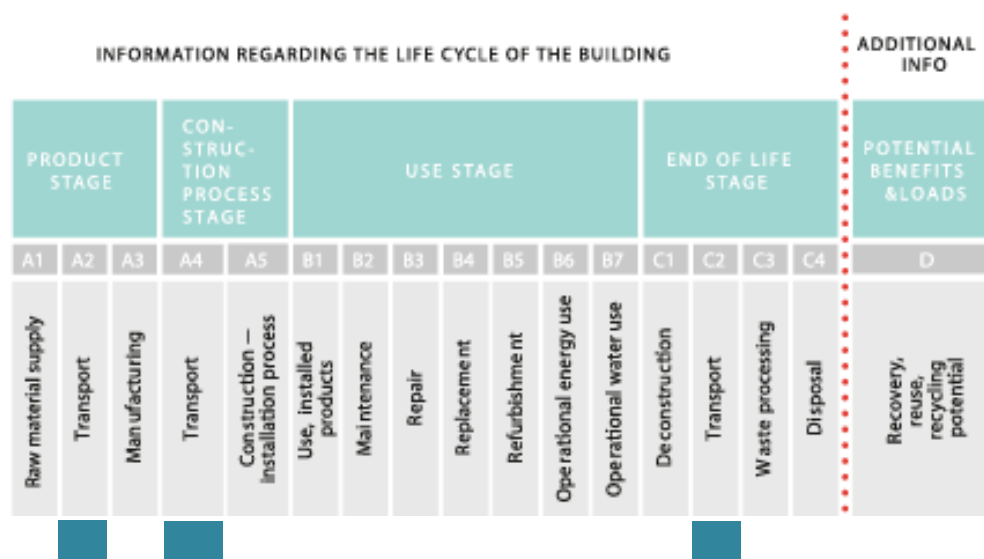 INFORMATION REGARDING THE LIFE CYCLE OF THE BUILDING
ADDITIONAL
INFO
PRODUCT
STAGE
CON-
STRUC-
TION
PROCESS
STAGE
USE STAGE
END OF LIFE
STAGE
POTENTIAL
BENEFITS
&LOADS
A1
A2
A3
A4
A5
B1
B2
B3
B4
B5
B6
B7
C1
C2
C3
C4
D
Raw material supply
Transport
Manufacturing
Transport
Construction —
installation process
Use, installed
products
Maintenance
Repair
Replacement
Refurbishment
Operational energy use
Operational water use
Deconstruction
Transport
Waste processing
Disposal
Recovery,
reuse,
recycling
potential